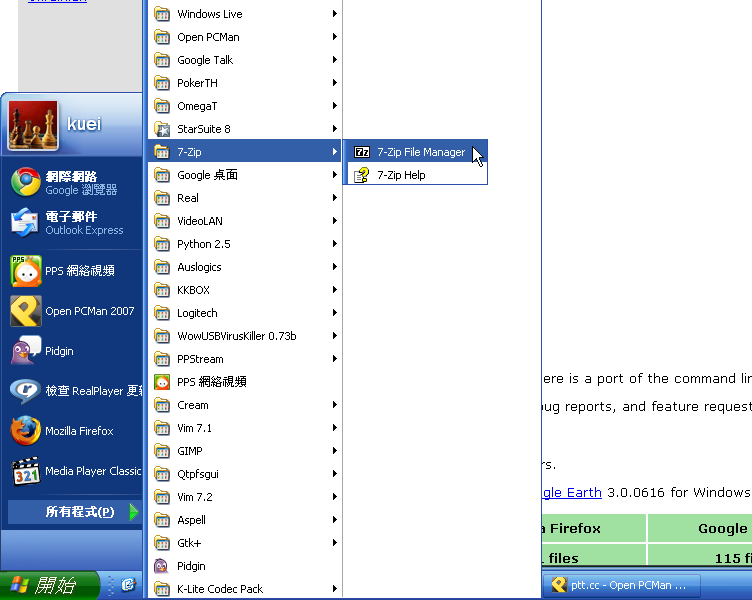 kuei
網際網路
Google 瀏覽器
電子郵件
Outlook Express
PPS
PPS 網絡視頻
Open PCMan 2007
Pidgin
檢查 RealPlayer 更
Mozilla Firefox
321
Media Player Classic
所有程式(P)
開始
Windows Live
Open PCMan
Google Talk
PokerTH
OmegaT
StarSuite 8
7-Zip
Google 桌面
Real
VideoLAN
Python 2.5
Auslogics
KKBOX
Logitech
WowUSBVirusKiller 0.73b
PPStream
PPS 網絡視頻
Cream
Vim 7.1
GIMP
Qtpfsgui
Vim 7.2
Aspell
Gtk+
Pidgin
K-Lite Codec Pack
7z 7-Zip File Manager
7-Zip Help
ere is a port of the command lin
ug reports, and feature request
rs.
gle Earth 3.0.0616 for Windows
a Firefox
Google
files
115 fi
ptt.cc - Open PCMan ...